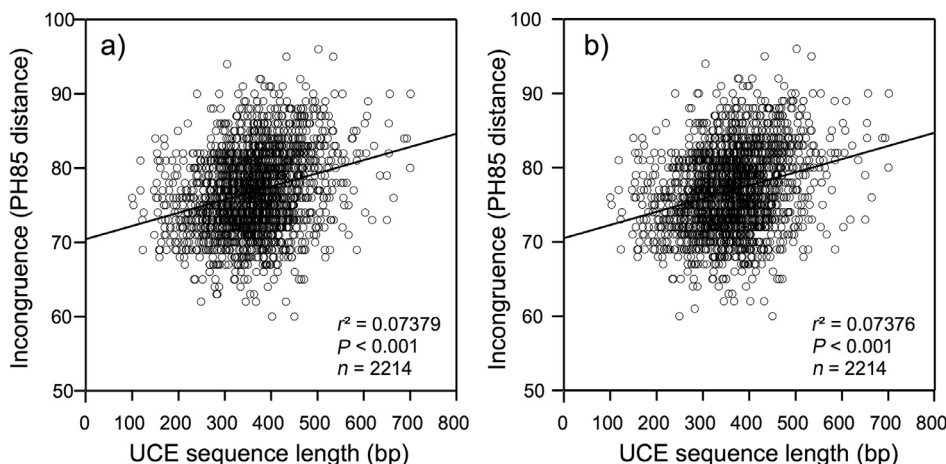 a)
Incongruence (PH85 distance)
100
90
80
70
60
50
r² = 0.07379
P < 0.001
n = 2214
0 100 200 300 400 500 600 700 800
UCE sequence length (bp)
b)
Incongruence (PH85 distance)
100
90
80
70
60
50
r² = 0.07376
P < 0.001
n = 2214
0 100 200 300 400 500 600 700 800
UCE sequence length (bp)